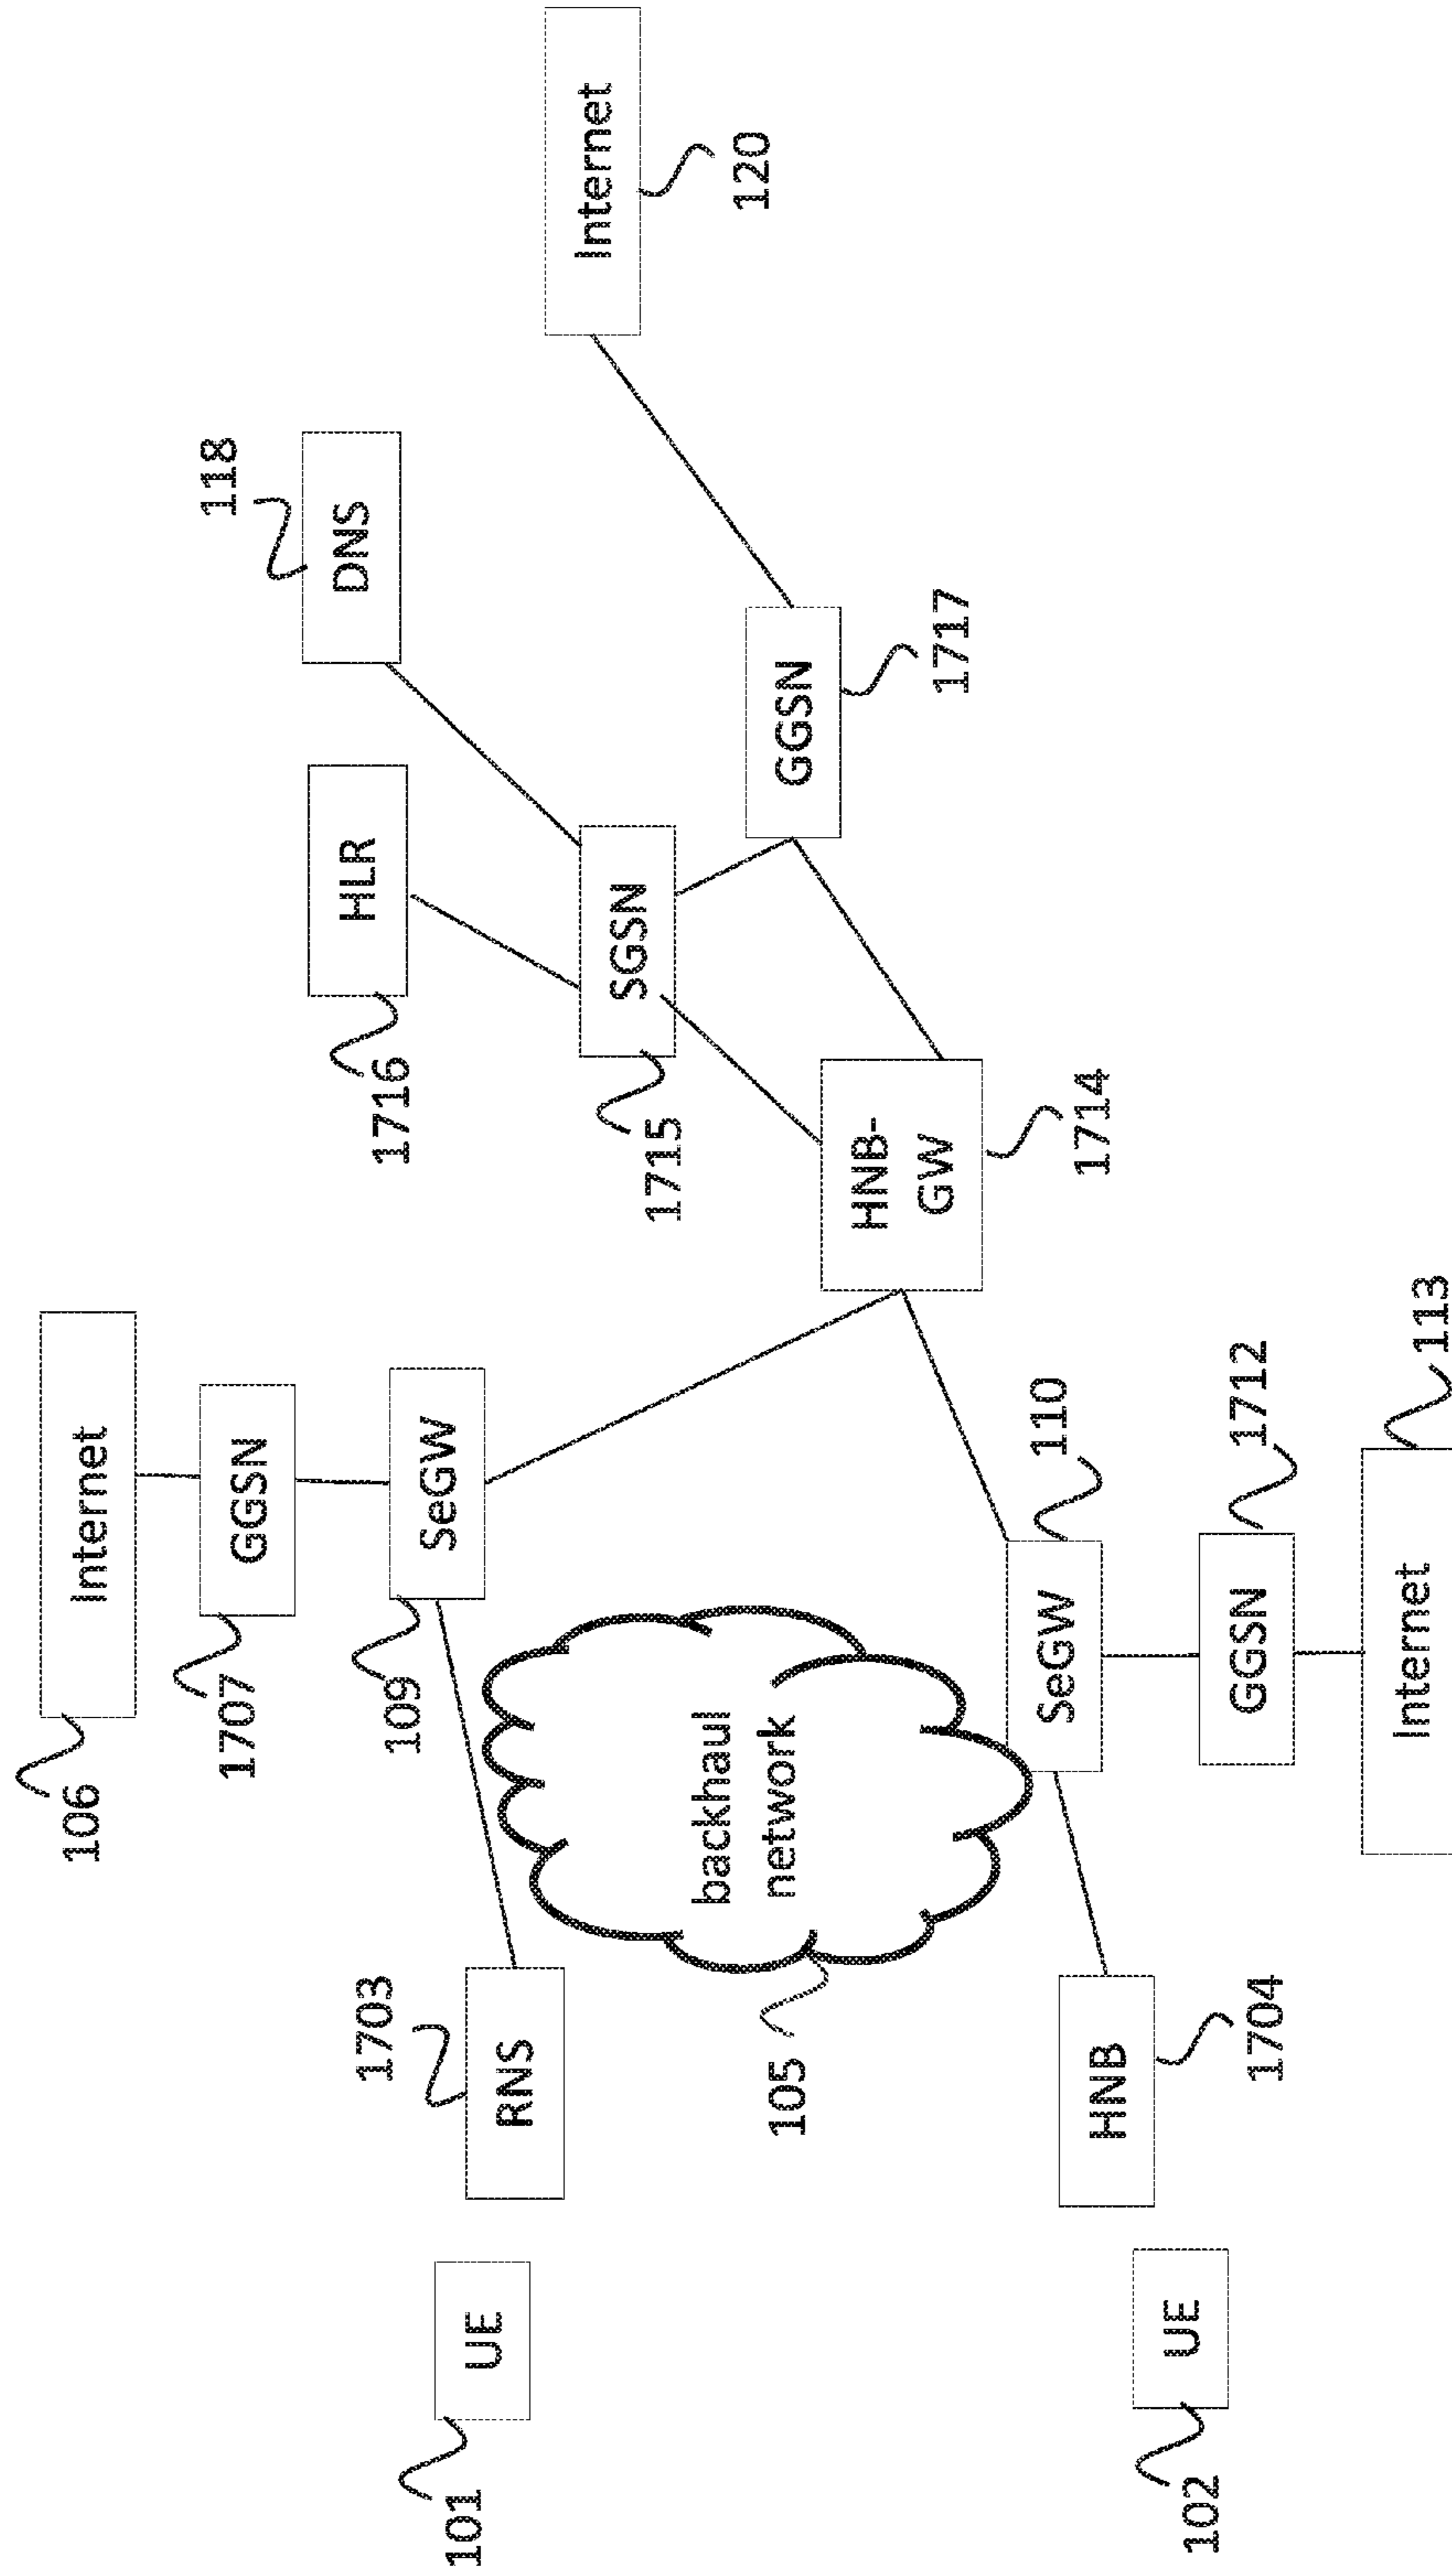 106
Internet
1707
GGSN
109
SeGW
1716
HLR
118
DNS
1715
SGSN
Internet
120
101
UE
1703
RNS
backhaul
network
105
HNB-
GW
1714
GGSN
1717
102
UE
HNB
1704
SeGW
110
GGSN
1712
Internet
113